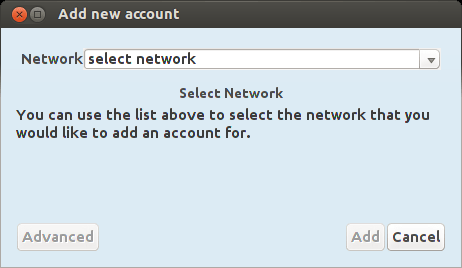 Add new account
Network select network
Select Network
You can use the list above to select the network that you
would like to add an account for.
Advanced Add Cancel